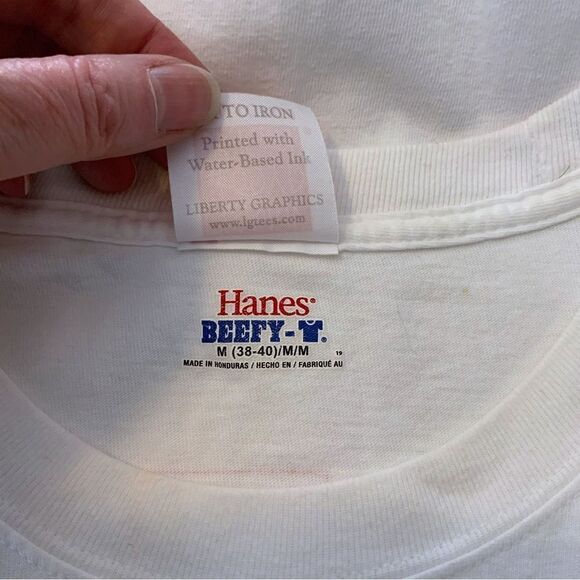 TO IRON
Printed with
Water-Based Ink
LIBERTY GRAPHICS
www.lgtees.com
Hanes®
BEEFY-T®
M (38-40)/M/M
19
MADE IN HONDURAS / HECHO EN / FABRIQUÉ AU